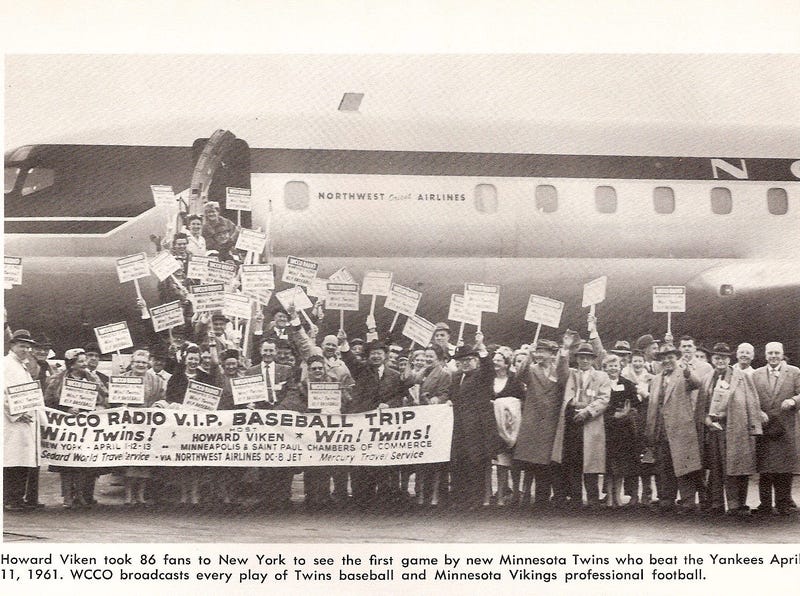 NORTHWEST Orient AIRLINES
N
WCCO RADIO V.I.P. BASEBALL TRIP
Win! Twins! * HOST HOWARD VIKEN * Win! Twins!
NEW YORK - APRIL 11-12-13 — MINNEAPOLIS & SAINT PAUL CHAMBERS OF COMMERCE
World Travel Service - VIA NORTHWEST AIRLINES DC-8 JET - Mercury Travel Service
Howard Viken took 86 fans to New York to see the first game by new Minnesota Twins who beat the Yankees April
11, 1961. WCCO broadcasts every play of Twins baseball and Minnesota Vikings professional football.